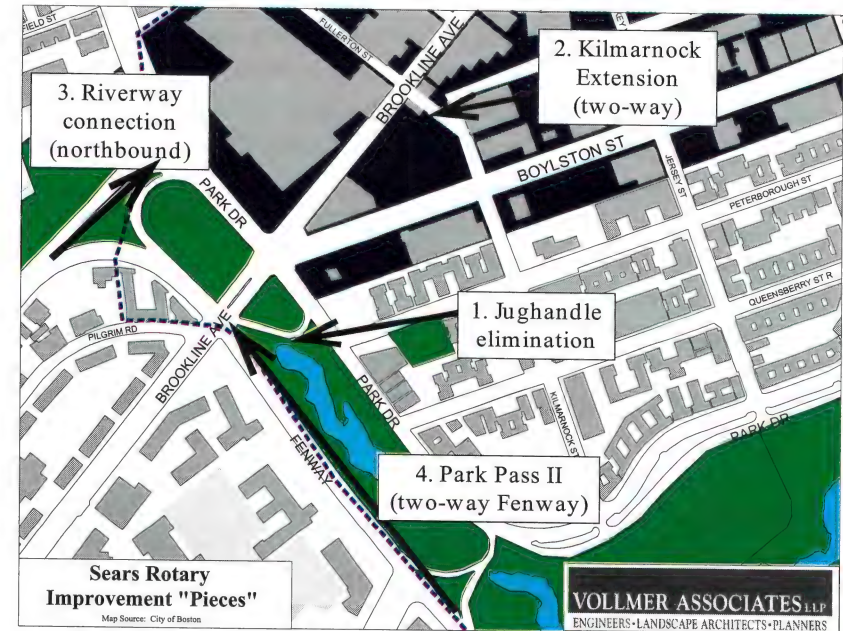 FIELD ST
FULLERTON ST
BROOKLINE AVE
2. Kilmarnock
Extension
(two-way)
3. Riverway
connection
(northbound)
PARK DR
BOYLSTON ST
JERSEY ST
PETERBOROUGH ST
QUEENSBERRY ST R
1. Jughandle
elimination
PILGRIM RD
BROOKLINE AVE
PARK DR
KILMARNOCK ST
PARK DR
FENWAY
4. Park Pass II
(two-way Fenway)
Sears Rotary
Improvement "Pieces"
Map Source: City of Boston
VOLLMER ASSOCIATES LLP
ENGINEERS•LANDSCAPE ARCHITECTS•PLANNERS